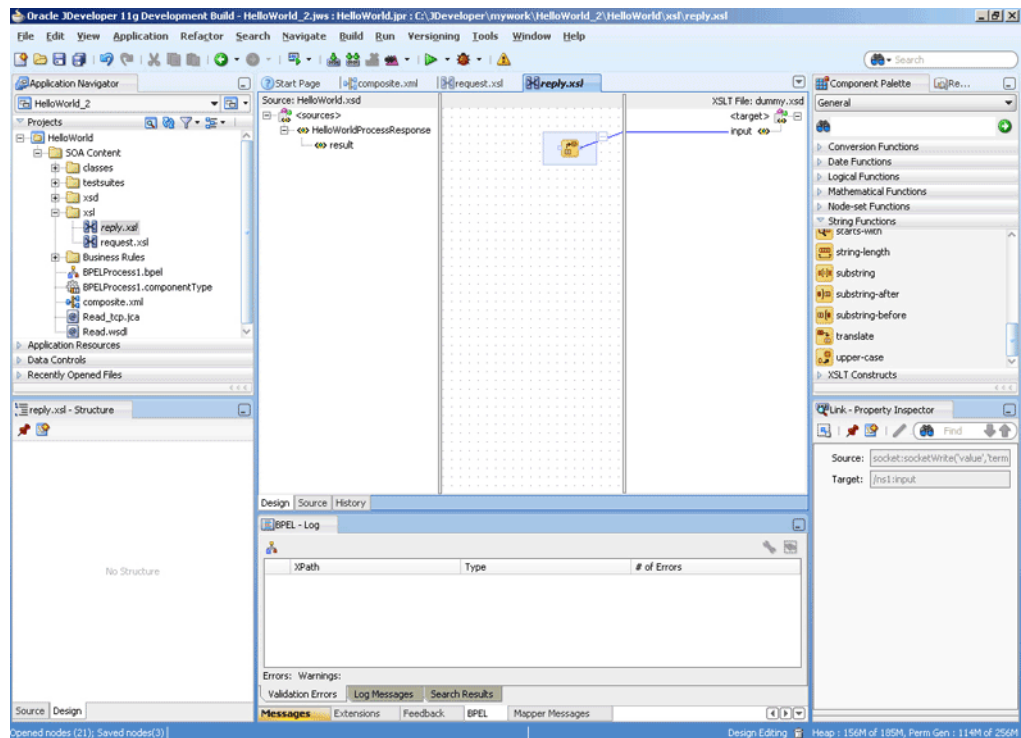 Oracle JDeveloper 11g Development Build - HelloWorld_2.jws : HelloWorld.jpr : C:\JDeveloper\mywork\HelloWorld_2\HelloWorld\xsl\reply.xsl
File Edit View Application Refactor Search Navigate Build Run Versioning Tools Window Help
Search
Application Navigator
HelloWorld_2
Projects
HelloWorld
SOA Content
classes
testsuites
xsd
xsl
reply.xsl
request.xsl
Business Rules
BPELProcess1.bpel
BPELProcess1.componentType
composite.xml
Read_tcp.jca
Read.wsdl
Application Resources
Data Controls
Recently Opened Files
reply.xsl - Structure
No Structure
Source Design
Start Page composite.xml request.xsl reply.xsl
Source: HelloWorld.xsd XSLT File: dummy.xsd
<sources> <target>
HelloWorldProcessResponse input
result
Design Source History
BPEL - Log
XPath Type # of Errors
Errors: Warnings:
Validation Errors Log Messages Search Results
Messages Extensions Feedback BPEL Mapper Messages
Component Palette Re...
General
Conversion Functions
Date Functions
Logical Functions
Mathematical Functions
Node-set Functions
String Functions
starts-with
string-length
substring
substring-after
substring-before
translate
upper-case
XSLT Constructs
Link - Property Inspector
Find
Source: socket:socketWrite('value','term
Target: /ns1:input
Opened nodes (21); Saved nodes(3) Design Editing Heap : 156M of 185M, Perm Gen : 114M of 256M